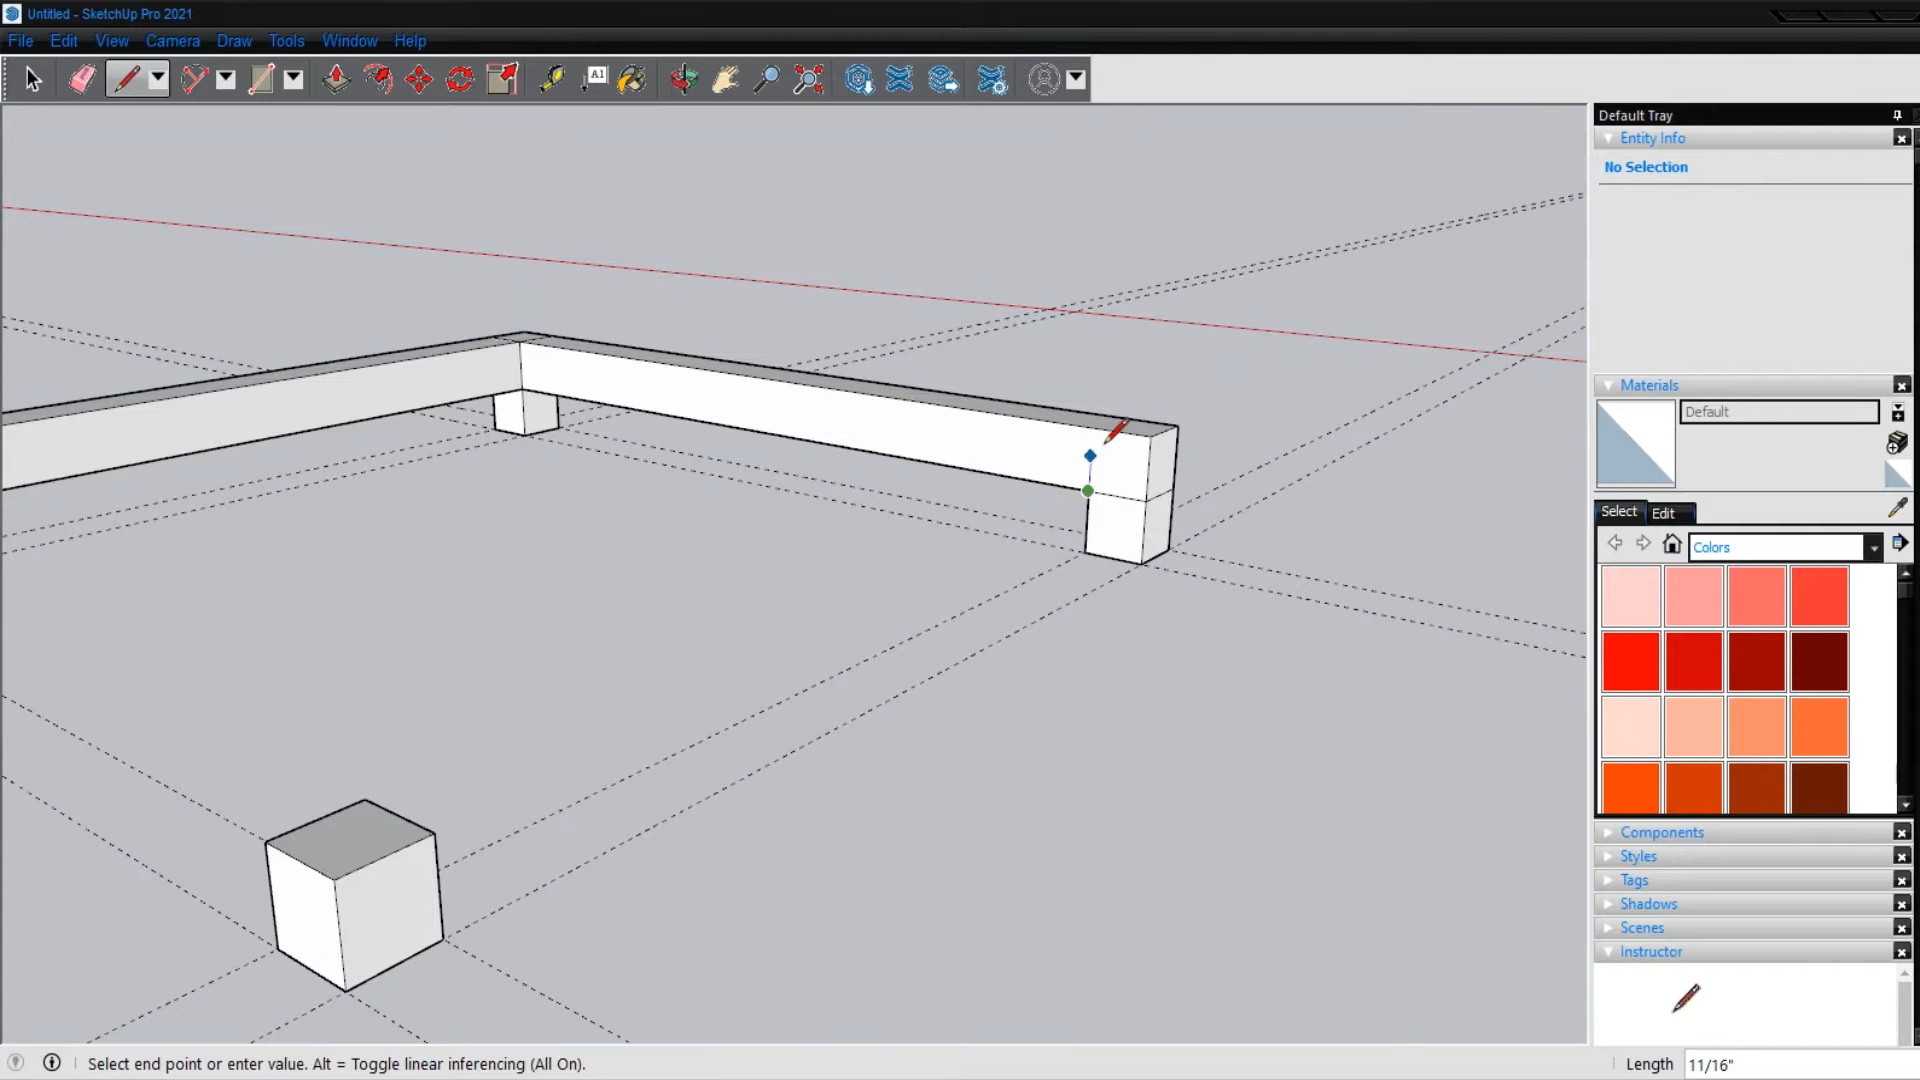 Untitled - SketchUp Pro 2021
File Edit View Camera Draw Tools Window Help
A1
Default Tray
Entity Info
No Selection
Materials
Default
Select Edit
Colors
Components
Styles
Tags
Shadows
Scenes
Instructor
Select end point or enter value. Alt = Toggle linear inferencing (All On).
Length 11/16"